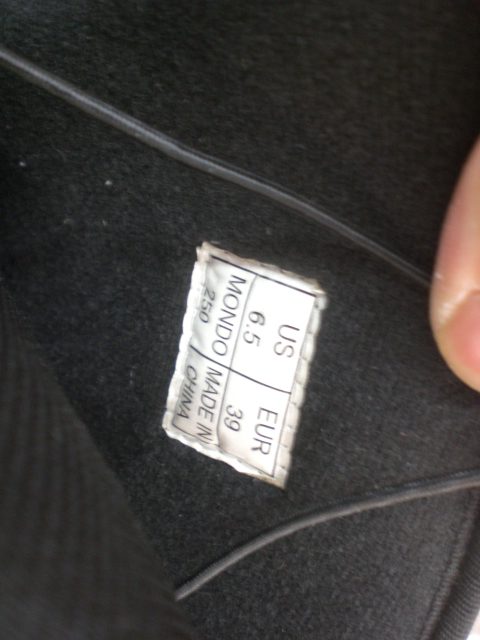 US EUR
6.5 39
MONDO MADE IN
250 CHINA